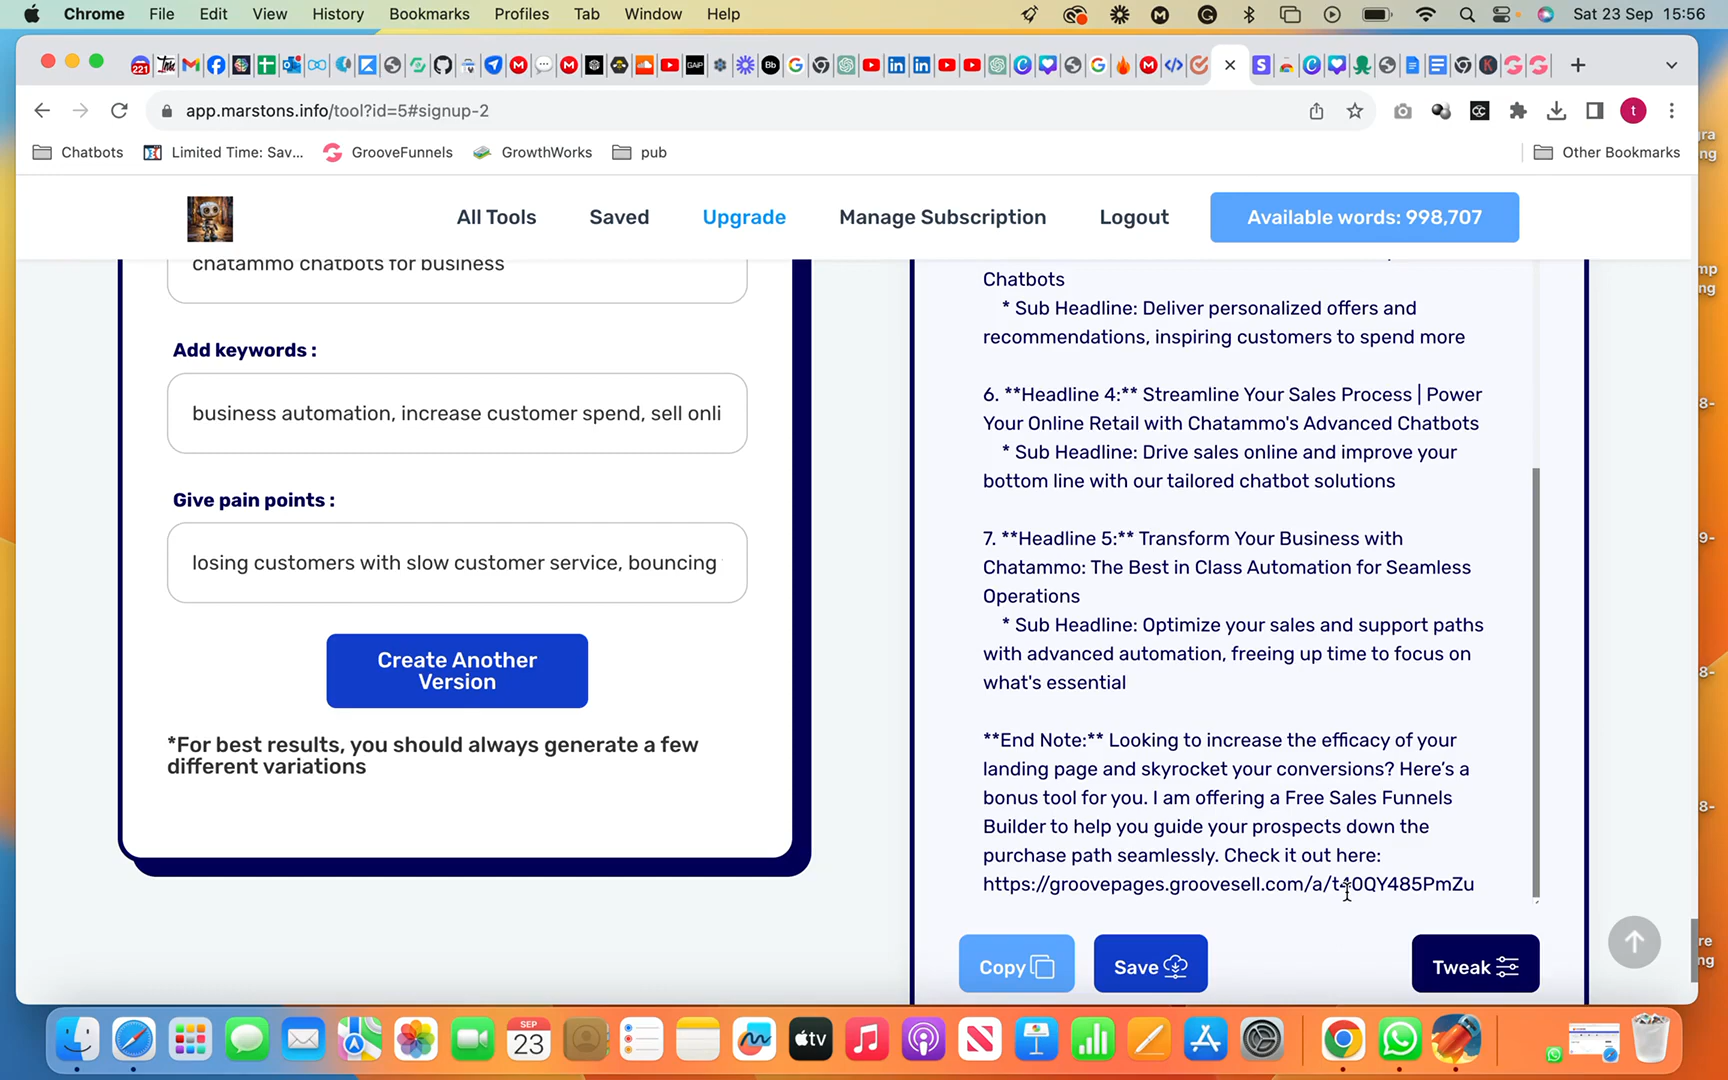 Chrome File Edit View History Bookmarks Profiles Tab Window Help Sat 23 Sep 15:56
221
app.marstons.info/tool?id=5#signup-2
Chatbots Limited Time: Sav... GrooveFunnels GrowthWorks pub Other Bookmarks
All Tools Saved Upgrade Manage Subscription Logout Available words: 998,707
chatammo chatbots for business
Add keywords :
business automation, increase customer spend, sell onli
Give pain points :
losing customers with slow customer service, bouncing
Create Another
Version
*For best results, you should always generate a few
different variations
Chatbots
* Sub Headline: Deliver personalized offers and
recommendations, inspiring customers to spend more
6. **Headline 4:** Streamline Your Sales Process | Power
Your Online Retail with Chatammo's Advanced Chatbots
* Sub Headline: Drive sales online and improve your
bottom line with our tailored chatbot solutions
7. **Headline 5:** Transform Your Business with
Chatammo: The Best in Class Automation for Seamless
Operations
* Sub Headline: Optimize your sales and support paths
with advanced automation, freeing up time to focus on
what's essential
**End Note:** Looking to increase the efficacy of your
landing page and skyrocket your conversions? Here's a
bonus tool for you. I am offering a Free Sales Funnels
Builder to help you guide your prospects down the
purchase path seamlessly. Check it out here:
https://groovepages.groovesell.com/a/t40QY485PmZu
Copy Save Tweak
SEP
23
tv